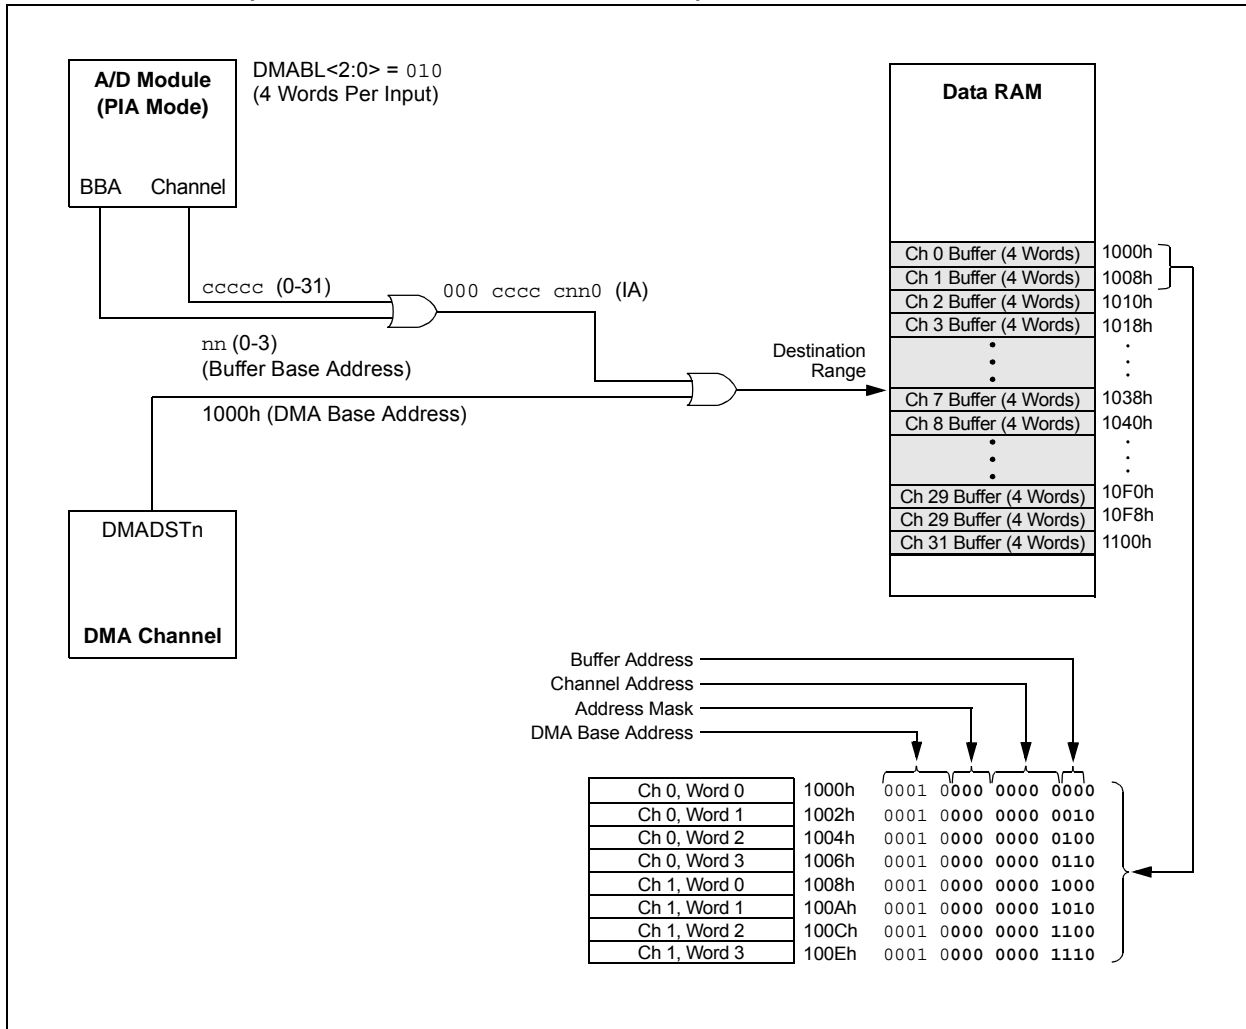 A/D Module
(PIA Mode)
BBA Channel
DMABL<2:0> = 010
(4 Words Per Input)
ccccc (0-31)
000 cccc cnn0 (IA)
nn (0-3)
(Buffer Base Address)
1000h (DMA Base Address)
DMADSTn
DMA Channel
Destination
Range
Data RAM
Ch 0 Buffer (4 Words) 1000h
Ch 1 Buffer (4 Words) 1008h
Ch 2 Buffer (4 Words) 1010h
Ch 3 Buffer (4 Words) 1018h
Ch 7 Buffer (4 Words) 1038h
Ch 8 Buffer (4 Words) 1040h
Ch 29 Buffer (4 Words) 10F0h
Ch 29 Buffer (4 Words) 10F8h
Ch 31 Buffer (4 Words) 1100h
Buffer Address
Channel Address
Address Mask
DMA Base Address
Ch 0, Word 0 1000h 0001 0000 0000 0000
Ch 0, Word 1 1002h 0001 0000 0000 0010
Ch 0, Word 2 1004h 0001 0000 0000 0100
Ch 0, Word 3 1006h 0001 0000 0000 0110
Ch 1, Word 0 1008h 0001 0000 0000 1000
Ch 1, Word 1 100Ah 0001 0000 0000 1010
Ch 1, Word 2 100Ch 0001 0000 0000 1100
Ch 1, Word 3 100Eh 0001 0000 0000 1110